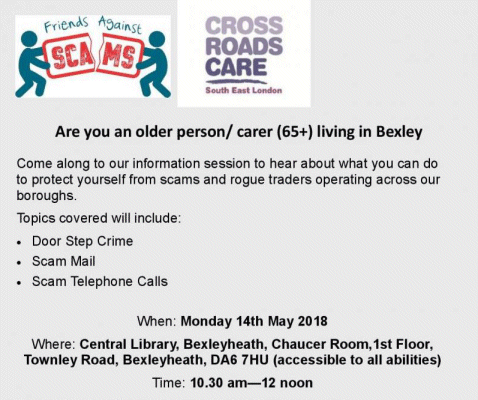 Friends Against
SCAMS
CROSS
ROADS
CARE
South East London
Are you an older person/ carer (65+) living in Bexley
Come along to our information session to hear about what you can do
to protect yourself from scams and rogue traders operating across our
boroughs.
Topics covered will include:
• Door Step Crime
• Scam Mail
• Scam Telephone Calls
When: Monday 14th May 2018
Where: Central Library, Bexleyheath, Chaucer Room,1st Floor,
Townley Road, Bexleyheath, DA6 7HU (accessible to all abilities)
Time: 10.30 am—12 noon